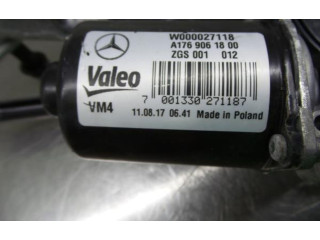 W000027118
A176 906 18 00
ZGS 001 012
Valeo
VM4
7 001330 271187
11.08.17 06.41 Made in Poland